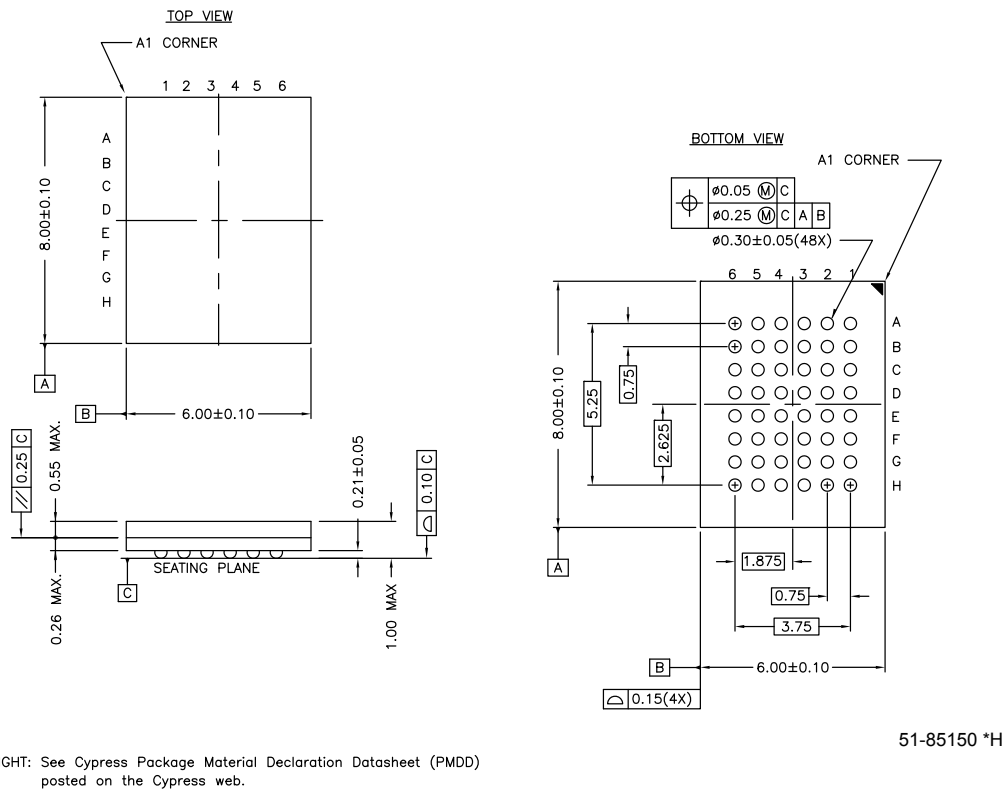 TOP VIEW
A1 CORNER
1 2 3 4 5 6
A
B
C
D
E
F
G
H
8.00±0.10
A
B
6.00±0.10
0.25 C
0.55 MAX.
0.21±0.05
0.10 C
SEATING PLANE
C
0.26 MAX.
1.00 MAX
BOTTOM VIEW
A1 CORNER
ø0.05 Ⓜ C
ø0.25 Ⓜ C A B
ø0.30±0.05(48X)
6 5 4 3 2 1
A
B
C
D
E
F
G
H
8.00±0.10
5.25
0.75
2.625
A
1.875
0.75
3.75
B
6.00±0.10
0.15(4X)
51-85150 *H
GHT: See Cypress Package Material Declaration Datasheet (PMDD)
posted on the Cypress web.